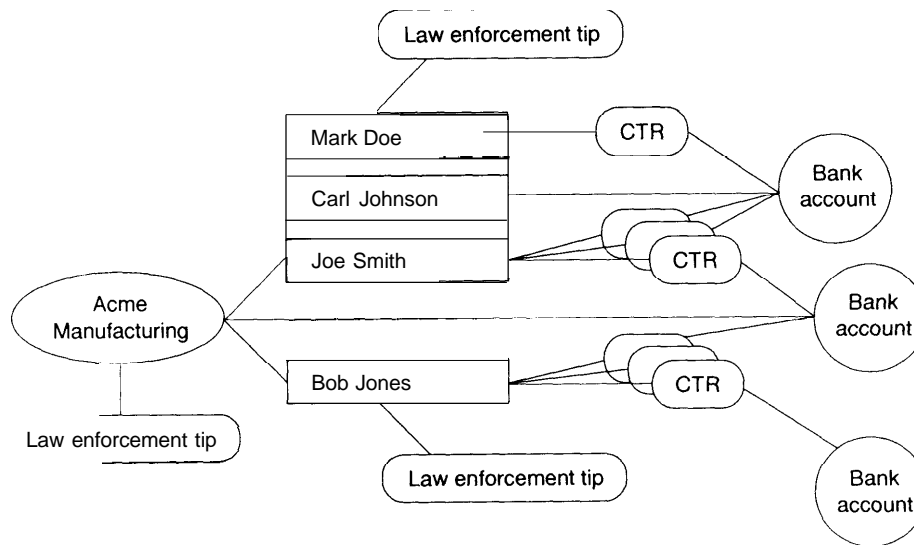 Law enforcement tip
Mark Doe
CTR
Carl Johnson
Bank
account
Joe Smith
CTR
Acme
Manufacturing
Bank
account
Bob Jones
CTR
Law enforcement tip
Law enforcement tip
Bank
account